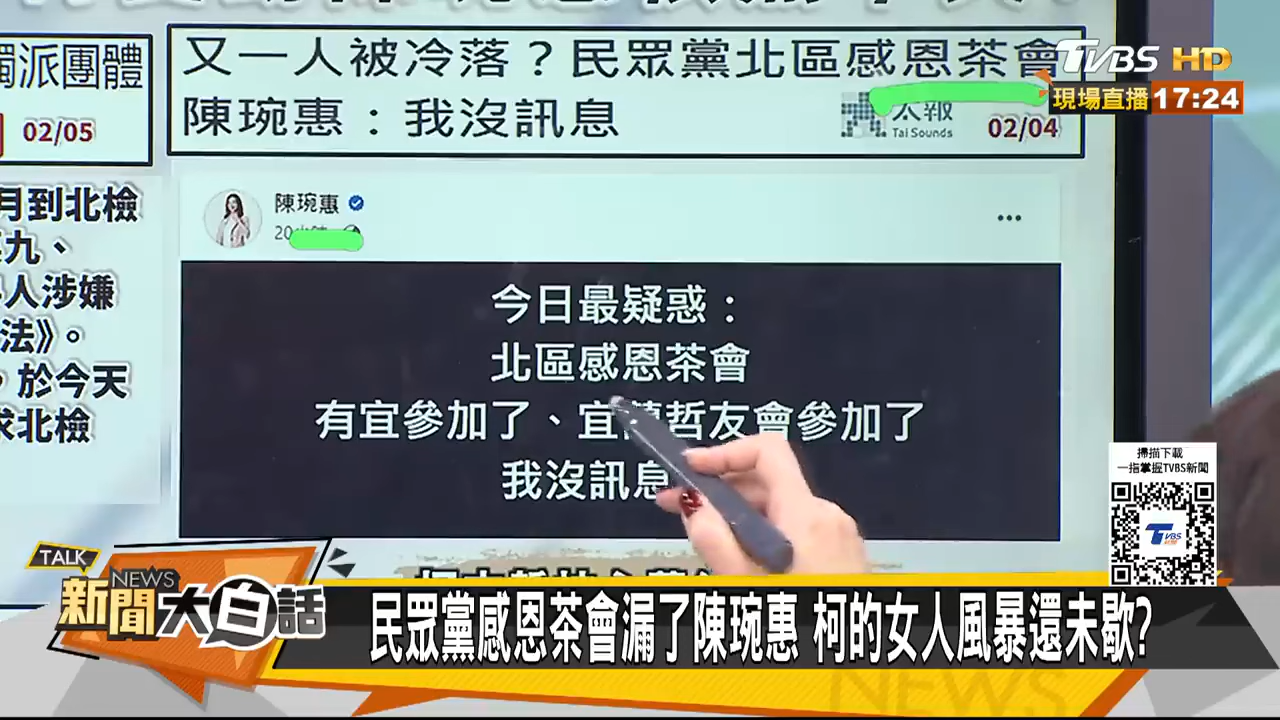 獨派團體
02/05
又一人被冷落？民眾黨北區感恩茶會
陳琬惠：我沒訊息
太報
Tai Sounds
02/04
TVBS HD
現場直播 17:24
月到北檢
九、
人涉嫌
法》。
，於今天
求北檢
陳琬惠
今日最疑惑：
北區感恩茶會
有宜參加了、宜蘭哲友會參加了
我沒訊息
掃描下載
一指掌握TVBS新聞
TVBS
TALK
NEWS
新聞大白話
民眾黨感恩茶會漏了陳琬惠 柯的女人風暴還未歇?
NEWS